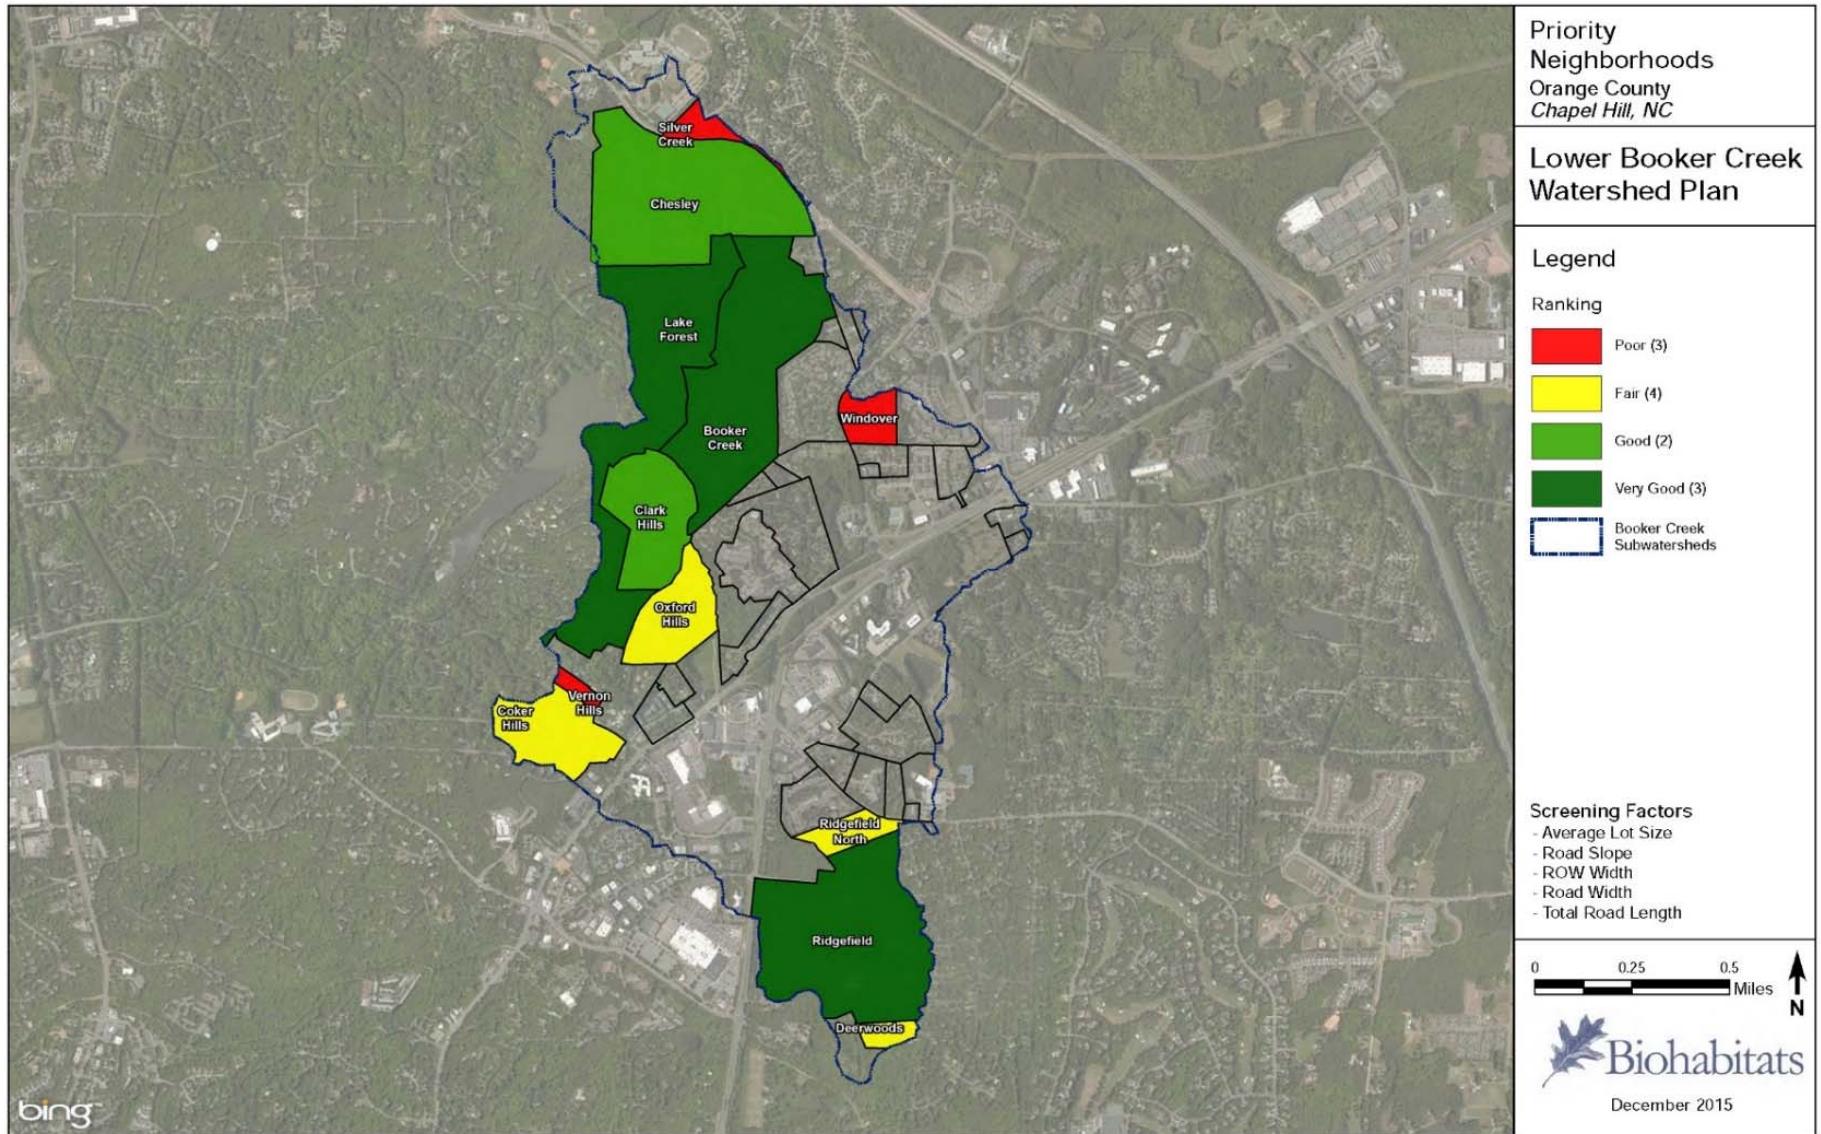 Silver
Creek
Chesley
Lake
Forest
Windover
Booker
Creek
Clark
Hills
Oxford
Hills
Vernon
Hills
Coker
Hills
Ridgefield
North
Ridgefield
Deerwoods
bing
Priority
Neighborhoods
Orange County
Chapel Hill, NC
Lower Booker Creek
Watershed Plan
Legend
Ranking
Poor (3)
Fair (4)
Good (2)
Very Good (3)
Booker Creek
Subwatersheds
Screening Factors
- Average Lot Size
- Road Slope
- ROW Width
- Road Width
- Total Road Length
0 0.25 0.5
Miles
N
Biohabitats
December 2015